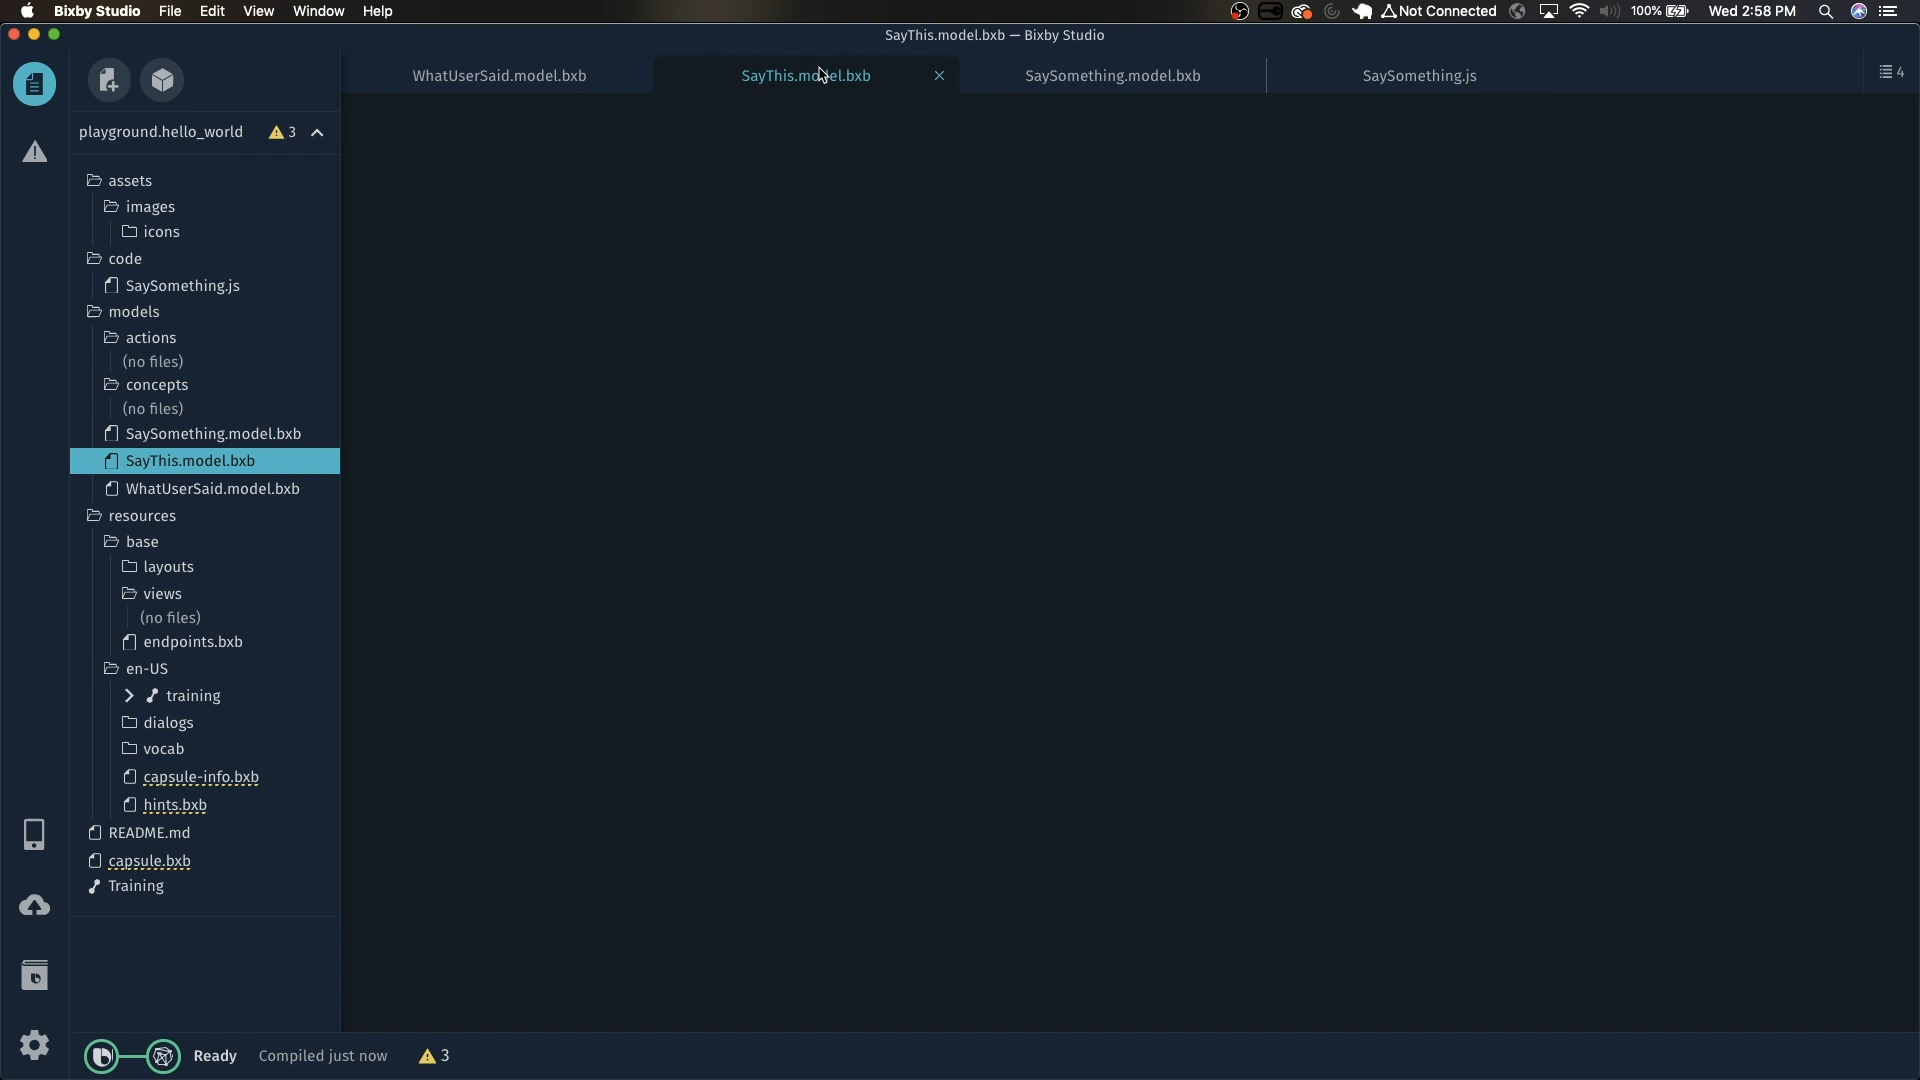 Bixby Studio File Edit View Window Help
Not Connected 100% Wed 2:58 PM
SayThis.model.bxb — Bixby Studio
WhatUserSaid.model.bxb SayThis.model.bxb SaySomething.model.bxb SaySomething.js 4
playground.hello_world 3
assets
images
icons
code
SaySomething.js
models
actions
(no files)
concepts
(no files)
SaySomething.model.bxb
SayThis.model.bxb
WhatUserSaid.model.bxb
resources
base
layouts
views
(no files)
endpoints.bxb
en-US
training
dialogs
vocab
capsule-info.bxb
hints.bxb
README.md
capsule.bxb
Training
Ready Compiled just now 3